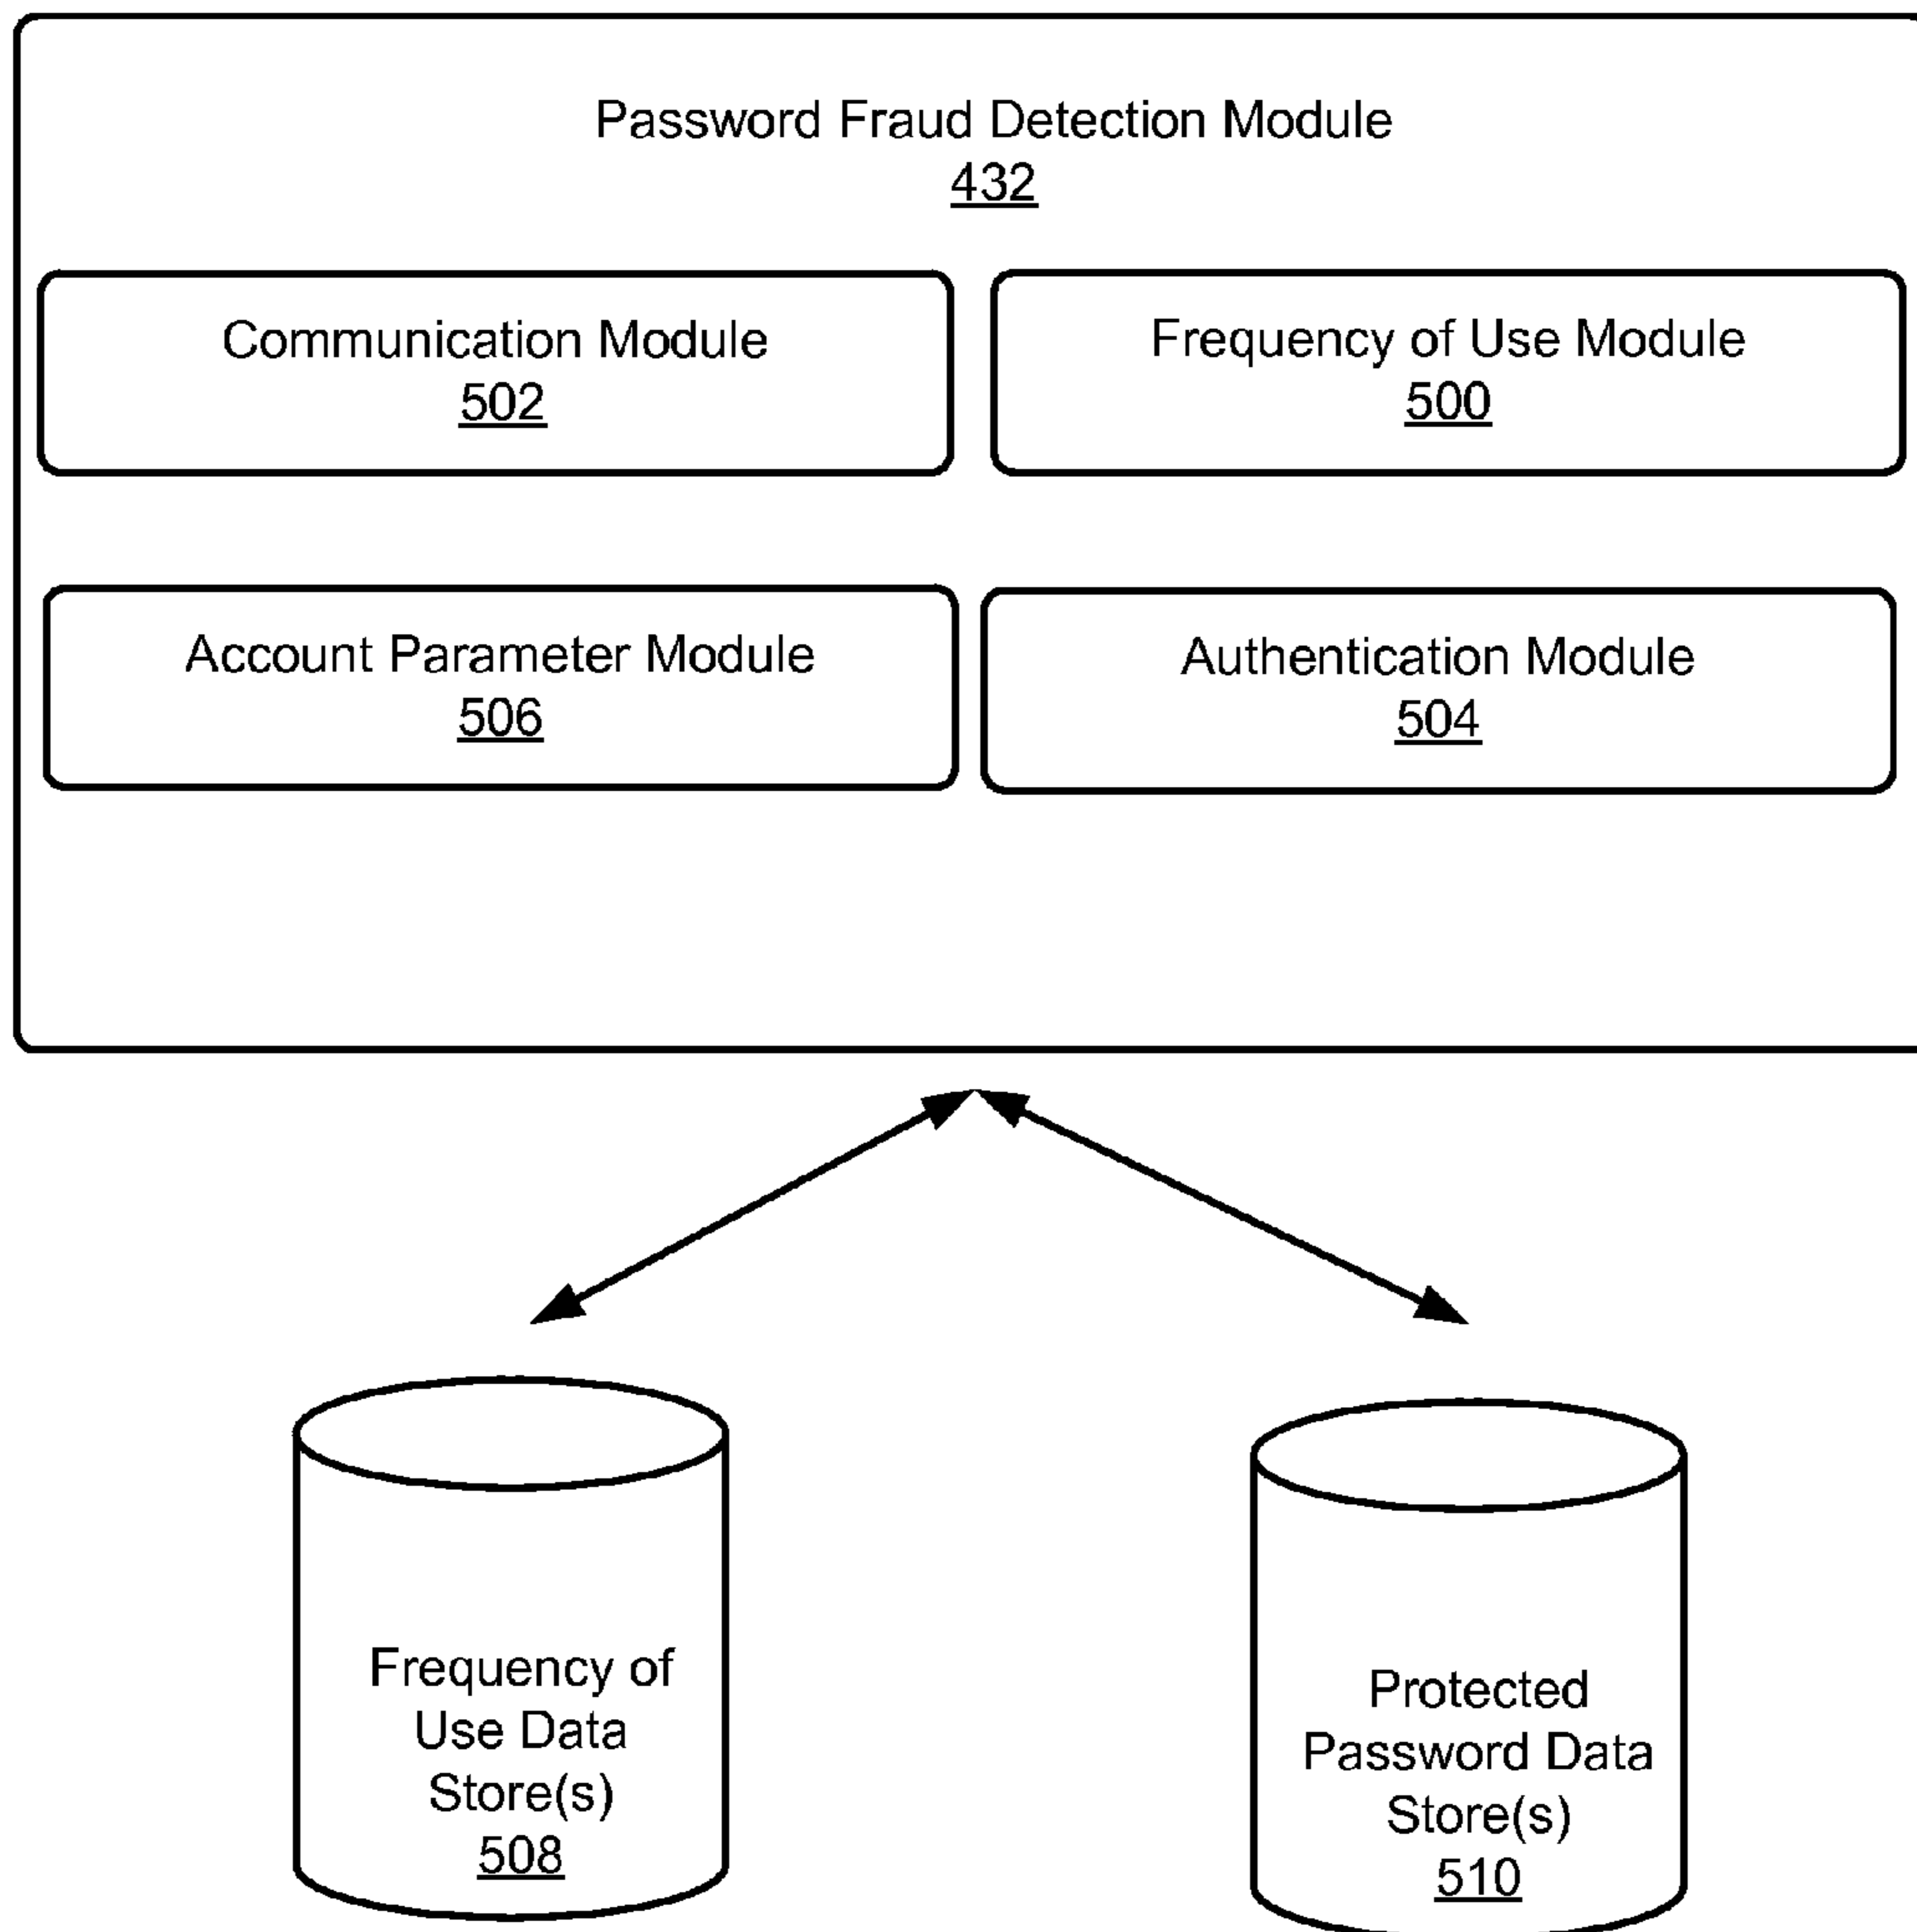 Password Fraud Detection Module
432
Communication Module
502
Frequency of Use Module
500
Account Parameter Module
506
Authentication Module
504
Frequency of
Use Data
Store(s)
508
Protected
Password Data
Store(s)
510